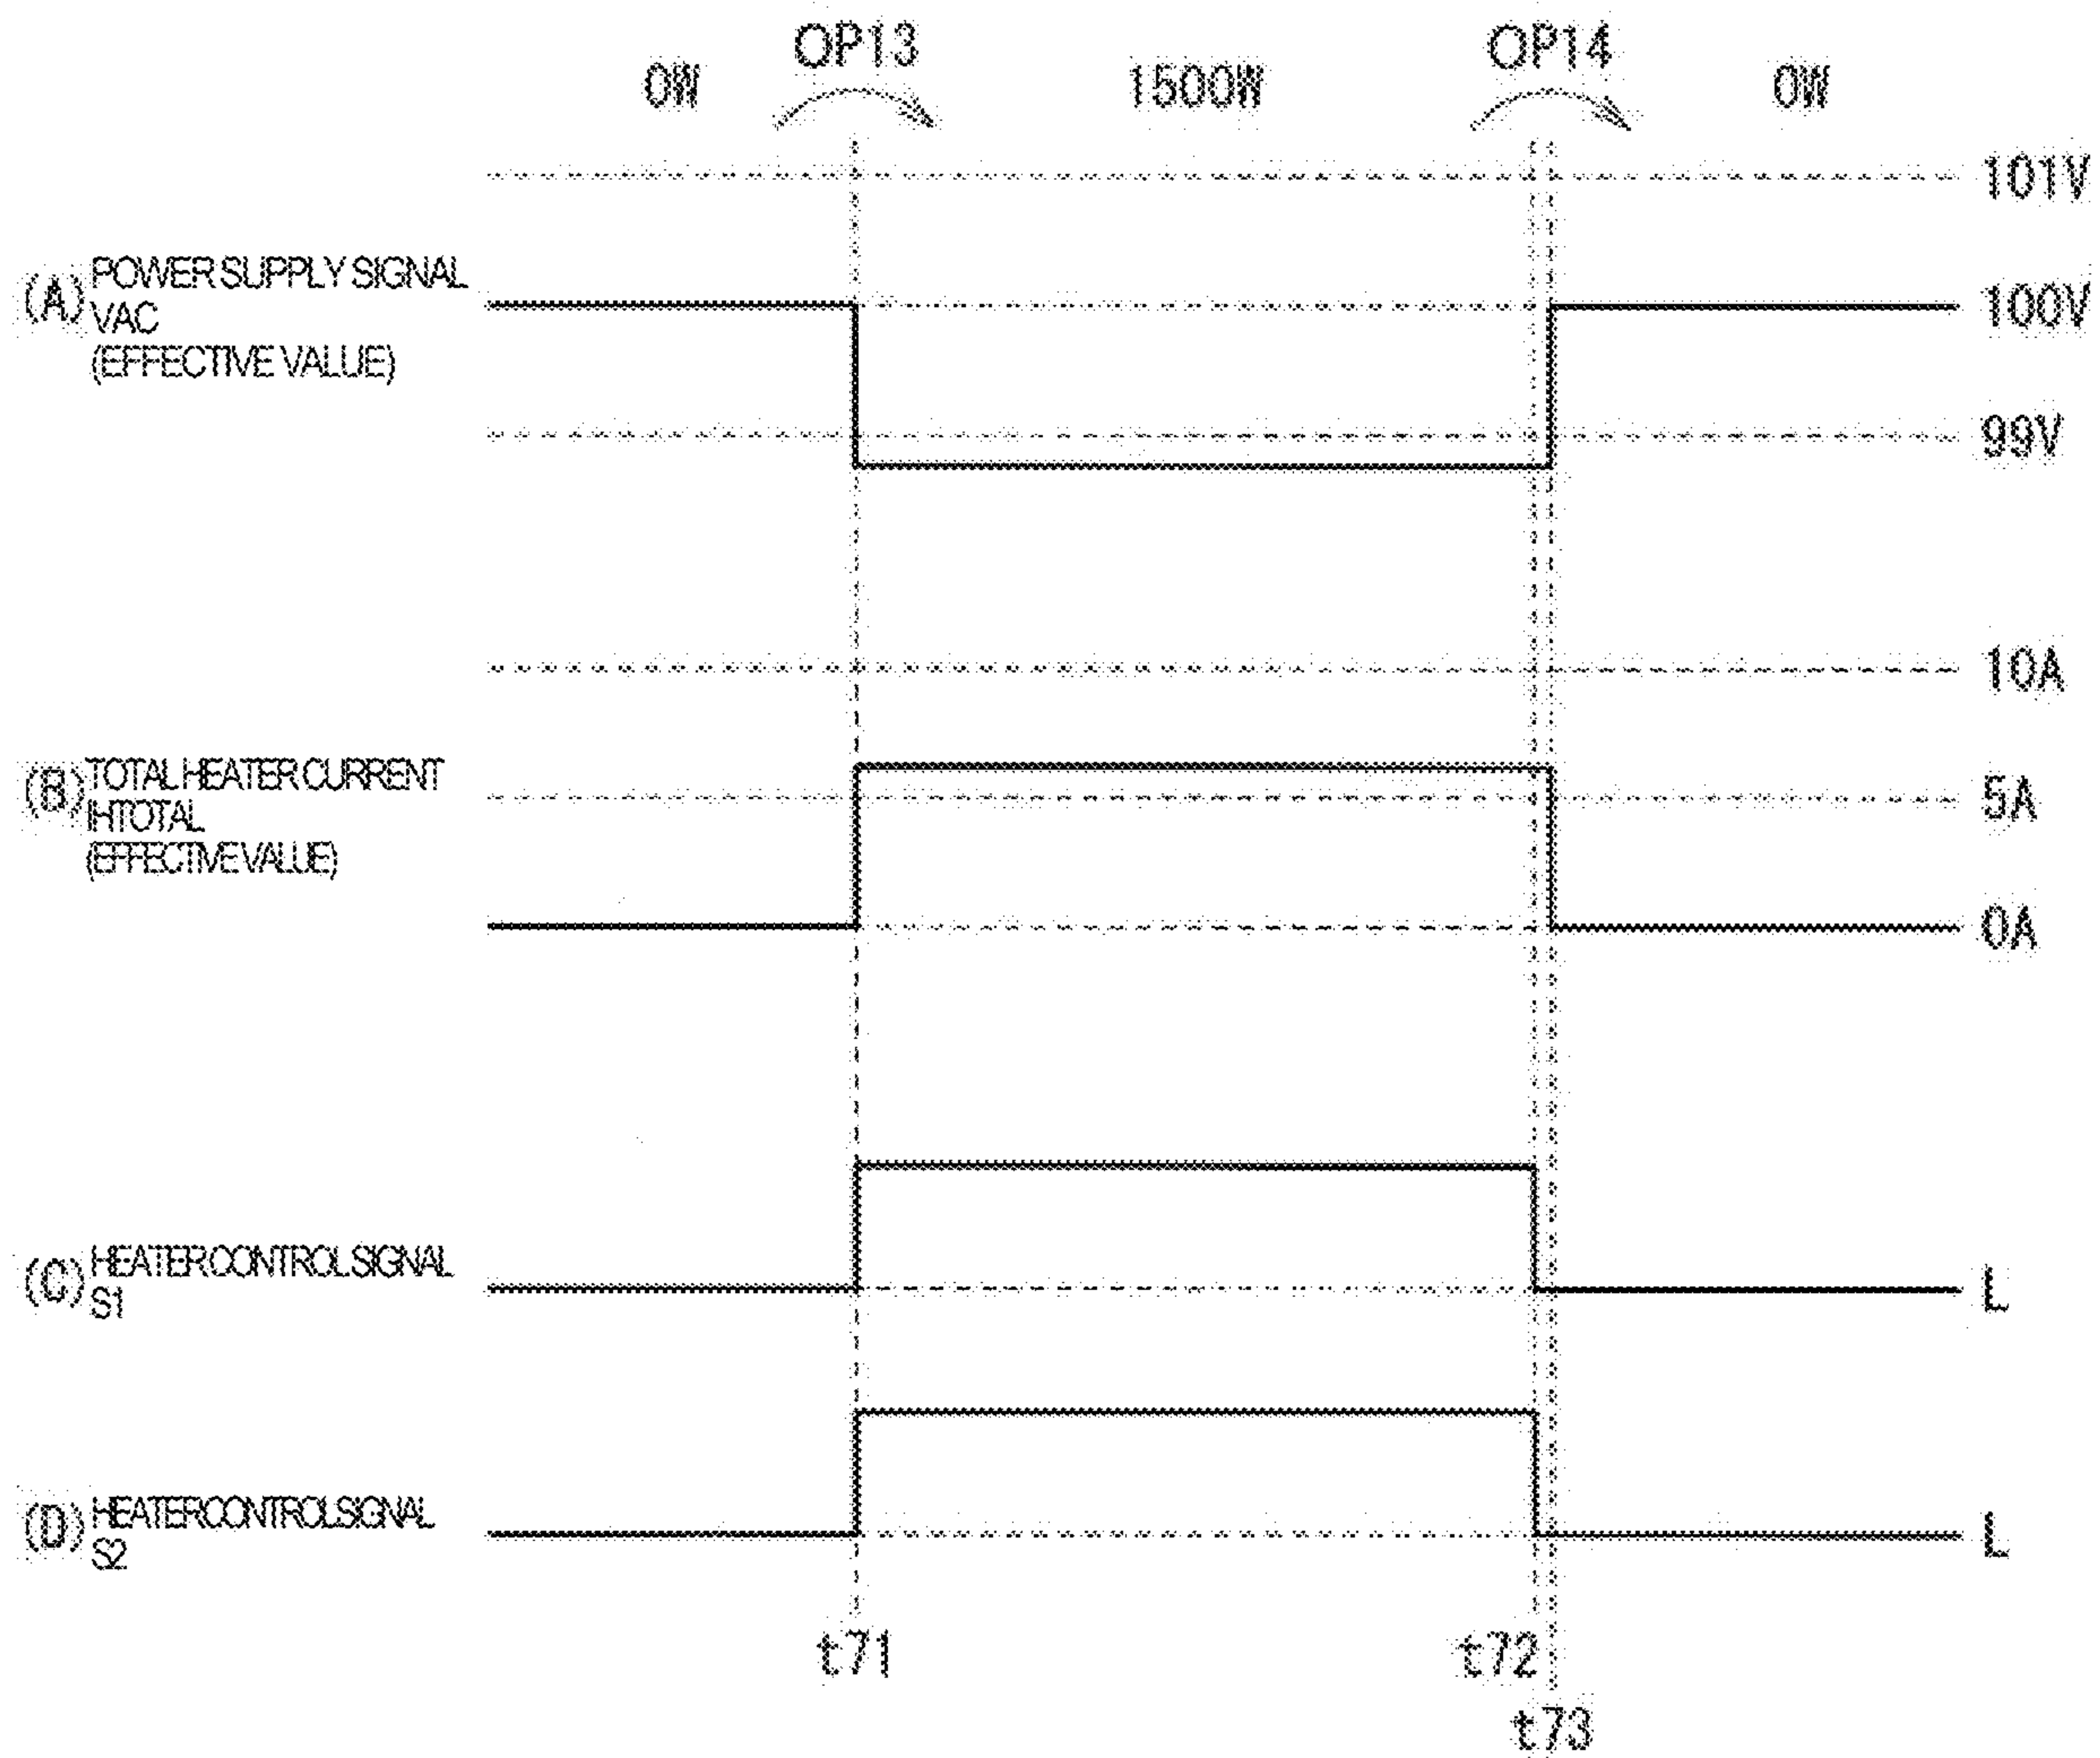 OP13
OP14
0W
1500W
0W
101V
(A) POWER SUPPLY SIGNAL
VAC
(EFFECTIVE VALUE)
100V
99V
10A
(B) TOTAL HEATER CURRENT
IHTOTAL
(EFFECTIVE VALUE)
5A
0A
(C) HEATER CONTROL SIGNAL
S1
L
(D) HEATER CONTROL SIGNAL
S2
L
t71
t72
t73